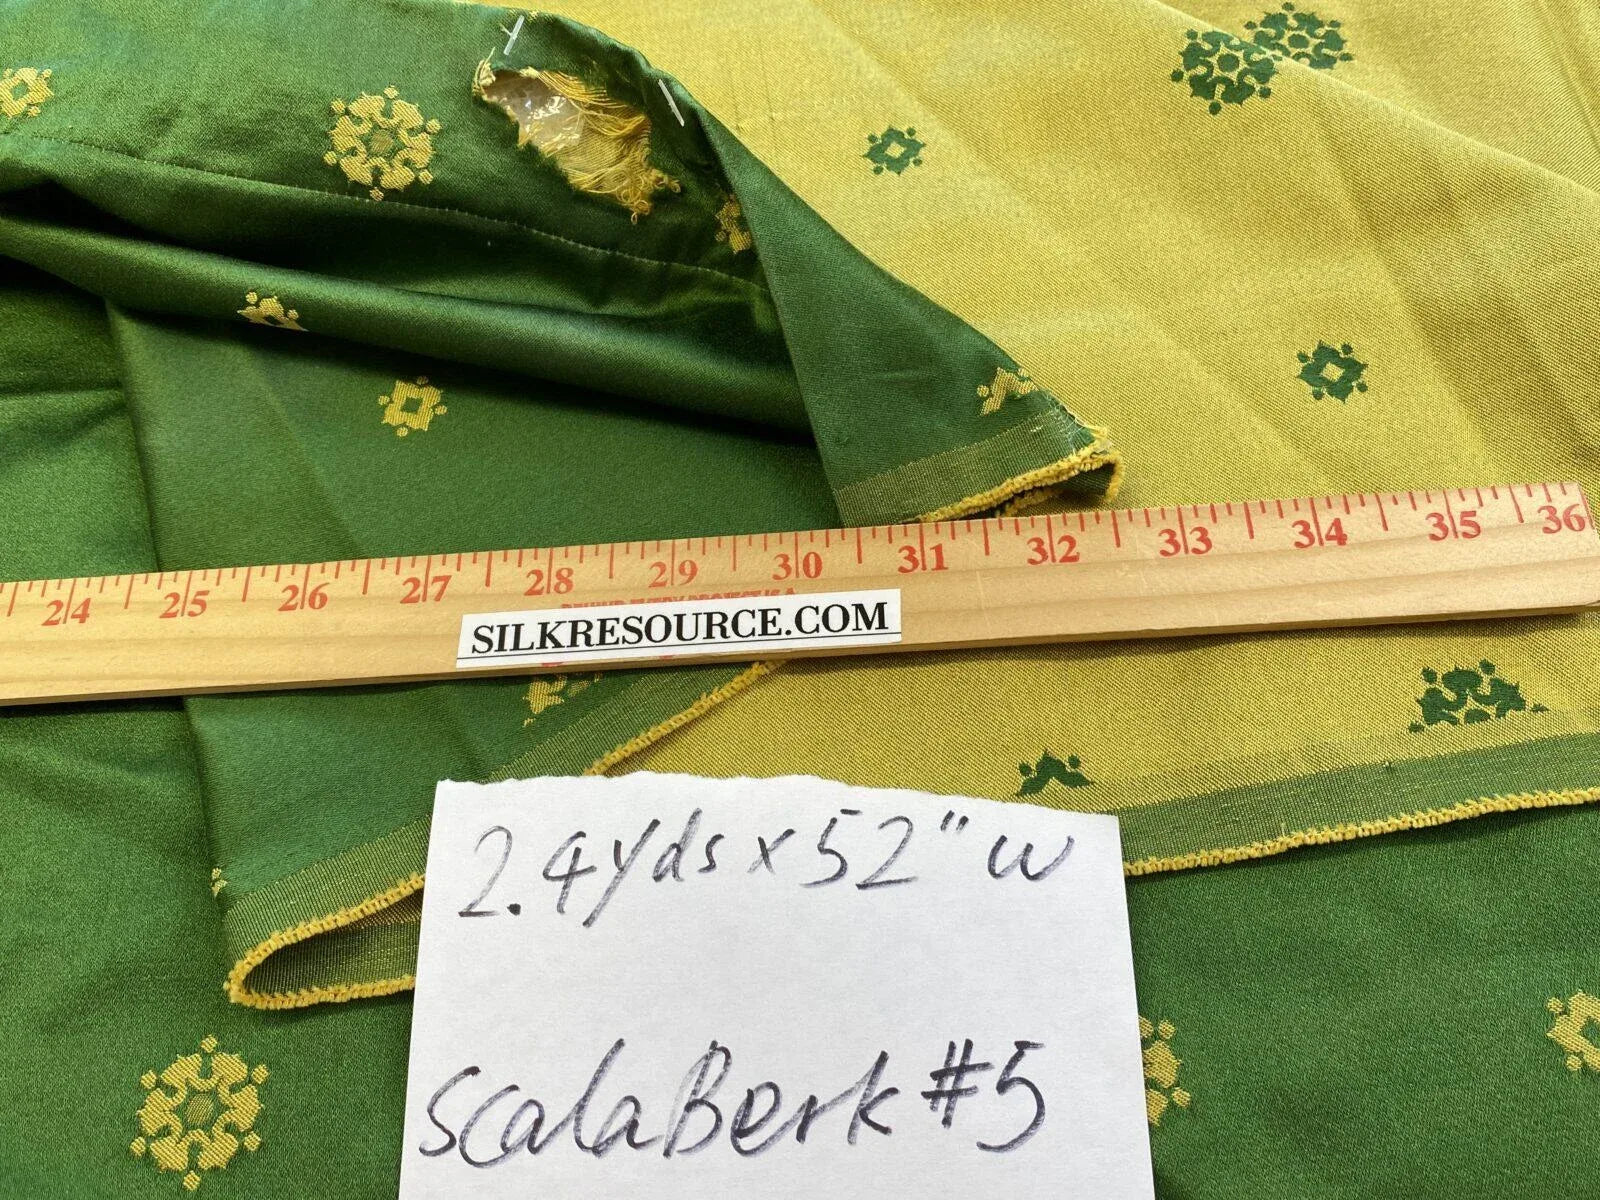 24 25 26 27 28 29 30 31 32 33 34 35 36
SILKRESOURCE.COM
2.4yds x 52" w
ScalaBerk #5